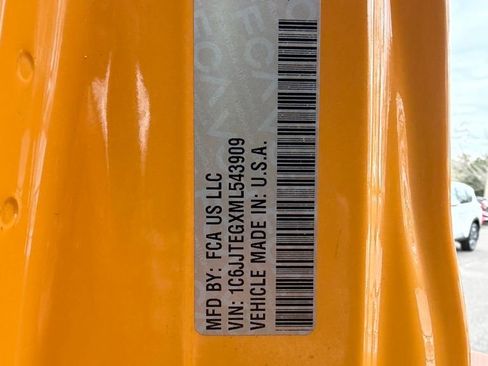 MFD BY: FCA US LLC
VIN: 1C6JJTEGXML543909
VEHICLE MADE IN: U.S.A.